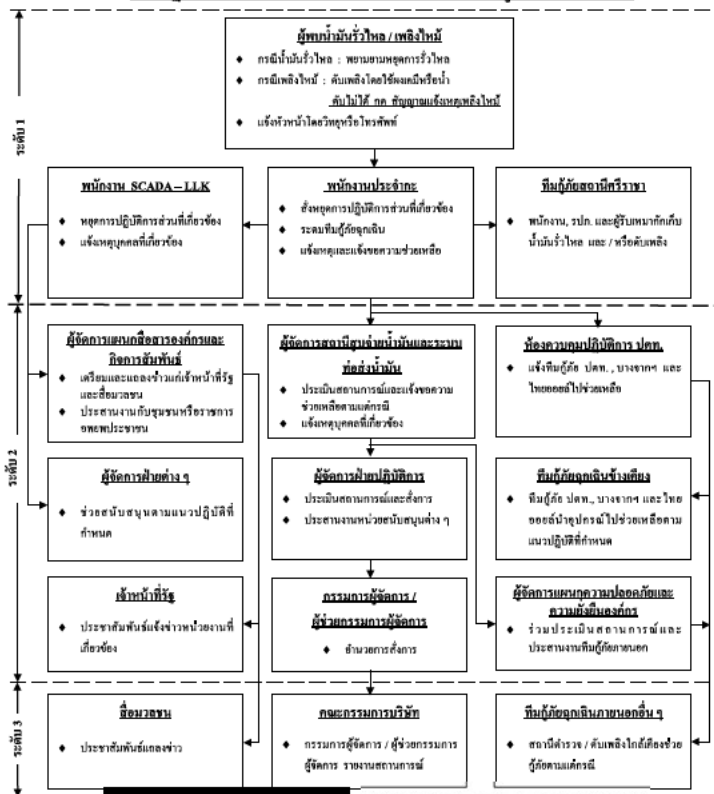 ผู้พบน้ำมันรั่วไหล / เพลิงไหม้
♦ กรณีน้ำมันรั่วไหล : พยายามหยุดการรั่วไหล
♦ กรณีเพลิงไหม้ : ดับเพลิงโดยใช้ผงเคมีหรือน้ำ
ดับไม่ได้ กด สัญญาณแจ้งเหตุเพลิงไหม้
♦ แจ้งหัวหน้าโดยวิทยุหรือโทรศัพท์
ระดับ 1
พนักงาน SCADA – LLK
♦ หยุดการปฏิบัติการส่วนที่เกี่ยวข้อง
♦ แจ้งเหตุบุคคลที่เกี่ยวข้อง
พนักงานประจำกะ
♦ สั่งหยุดการปฏิบัติการส่วนที่เกี่ยวข้อง
♦ ระดมทีมกู้ภัยฉุกเฉิน
♦ แจ้งเหตุและแจ้งขอความช่วยเหลือ
ทีมกู้ภัยสถานีศรีราชา
♦ พนักงาน, รปภ. และผู้รับเหมากักเก็บ
น้ำมันรั่วไหล และ / หรือดับเพลิง
ระดับ 2
ผู้จัดการแผนกสื่อสารองค์กรและ
กิจการสัมพันธ์
♦ เตรียมและแถลงข่าวแก่เจ้าหน้าที่รัฐ
และสื่อมวลชน
♦ ประสานงานกับชุมชนหรือราชการ
อพยพประชาชน
ผู้จัดการสถานีสูบจ่ายน้ำมันและระบบ
ท่อส่งน้ำมัน
♦ ประเมินสถานการณ์และแจ้งขอความ
ช่วยเหลือตามแต่กรณี
♦ แจ้งเหตุบุคคลที่เกี่ยวข้อง
ห้องควบคุมปฏิบัติการ ปตท.
♦ แจ้งทีมกู้ภัย ปตท. , บางจากฯ และ
ไทยออยล์ไปช่วยเหลือ
ผู้จัดการฝ่ายต่าง ๆ
♦ ช่วยสนับสนุนตามแนวปฏิบัติที่
กำหนด
ผู้จัดการฝ่ายปฏิบัติการ
♦ ประเมินสถานการณ์และสั่งการ
♦ ประสานงานหน่วยสนับสนุนต่าง ๆ
ทีมกู้ภัยฉุกเฉินข้างเคียง
♦ ทีมกู้ภัย ปตท., บางจากฯ และ ไทย
ออยล์นำอุปกรณ์ไปช่วยเหลือตาม
แนวปฏิบัติที่กำหนด
เจ้าหน้าที่รัฐ
♦ ประชาสัมพันธ์แจ้งข่าวหน่วยงานที่
เกี่ยวข้อง
กรรมการผู้จัดการ /
ผู้ช่วยกรรมการผู้จัดการ
♦ อำนวยการสั่งการ
ผู้จัดการแผนกความปลอดภัยและ
ความยั่งยืนองค์กร
♦ ร่วมประเมินสถานการณ์และ
ประสานงานทีมกู้ภัยภายนอก
ระดับ 3
สื่อมวลชน
♦ ประชาสัมพันธ์แถลงข่าว
คณะกรรมการบริษัท
♦ กรรมการผู้จัดการ / ผู้ช่วยกรรมการ
ผู้จัดการ รายงานสถานการณ์
ทีมกู้ภัยฉุกเฉินภายนอกอื่น ๆ
♦ สถานีตำรวจ / ดับเพลิงใกล้เคียงช่วย
กู้ภัยตามแต่กรณี